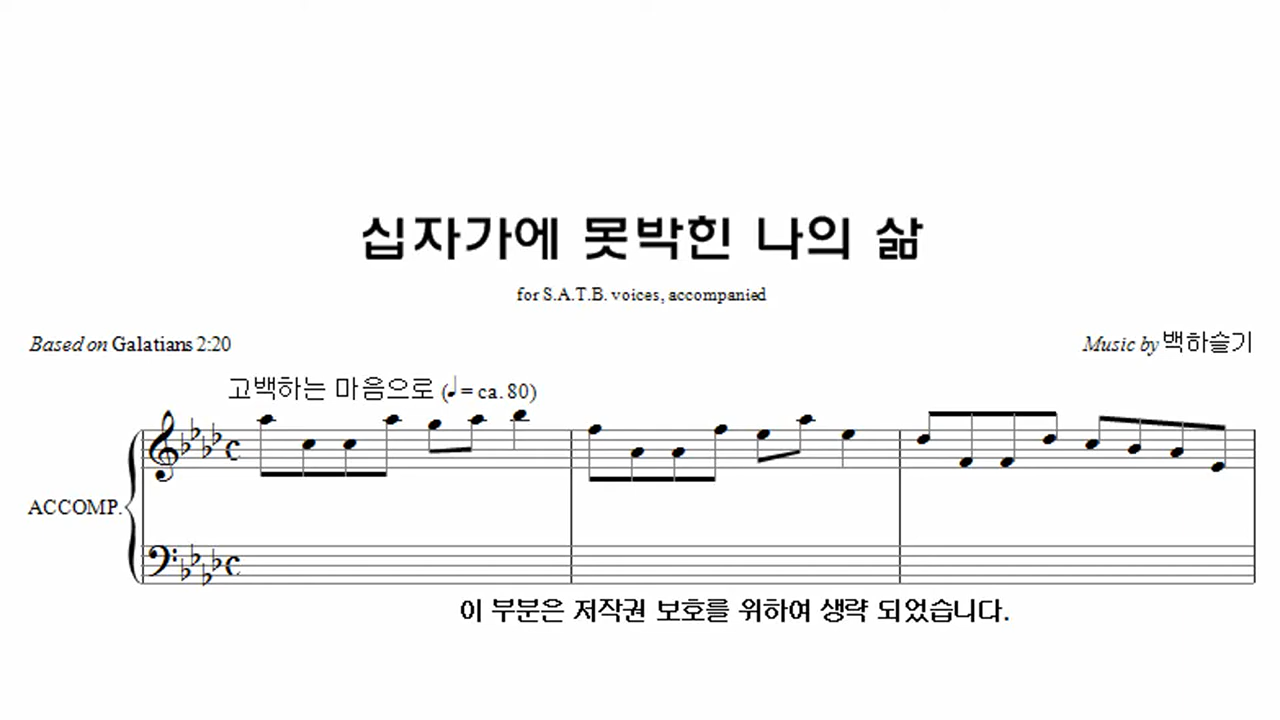 십자가에 못박힌 나의 삶
for S.A.T.B. voices, accompanied
Based on Galatians 2:20
Music by 백하슬기
고백하는 마음으로 (♩= ca. 80)
ACCOMP.
이 부분은 저작권 보호를 위하여 생략 되었습니다.